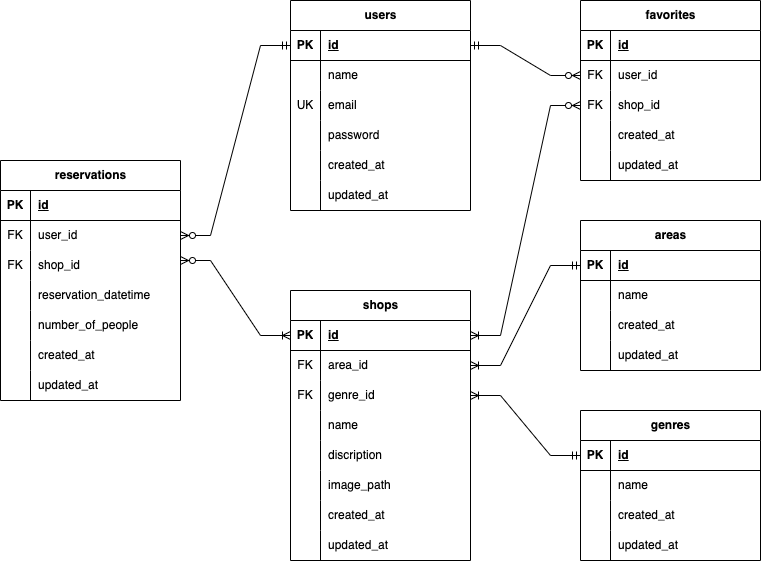 users
PK id
name
UK email
password
created_at
updated_at
favorites
PK id
FK user_id
FK shop_id
created_at
updated_at
reservations
PK id
FK user_id
FK shop_id
reservation_datetime
number_of_people
created_at
updated_at
areas
PK id
name
created_at
updated_at
shops
PK id
FK area_id
FK genre_id
name
discription
image_path
created_at
updated_at
genres
PK id
name
created_at
updated_at